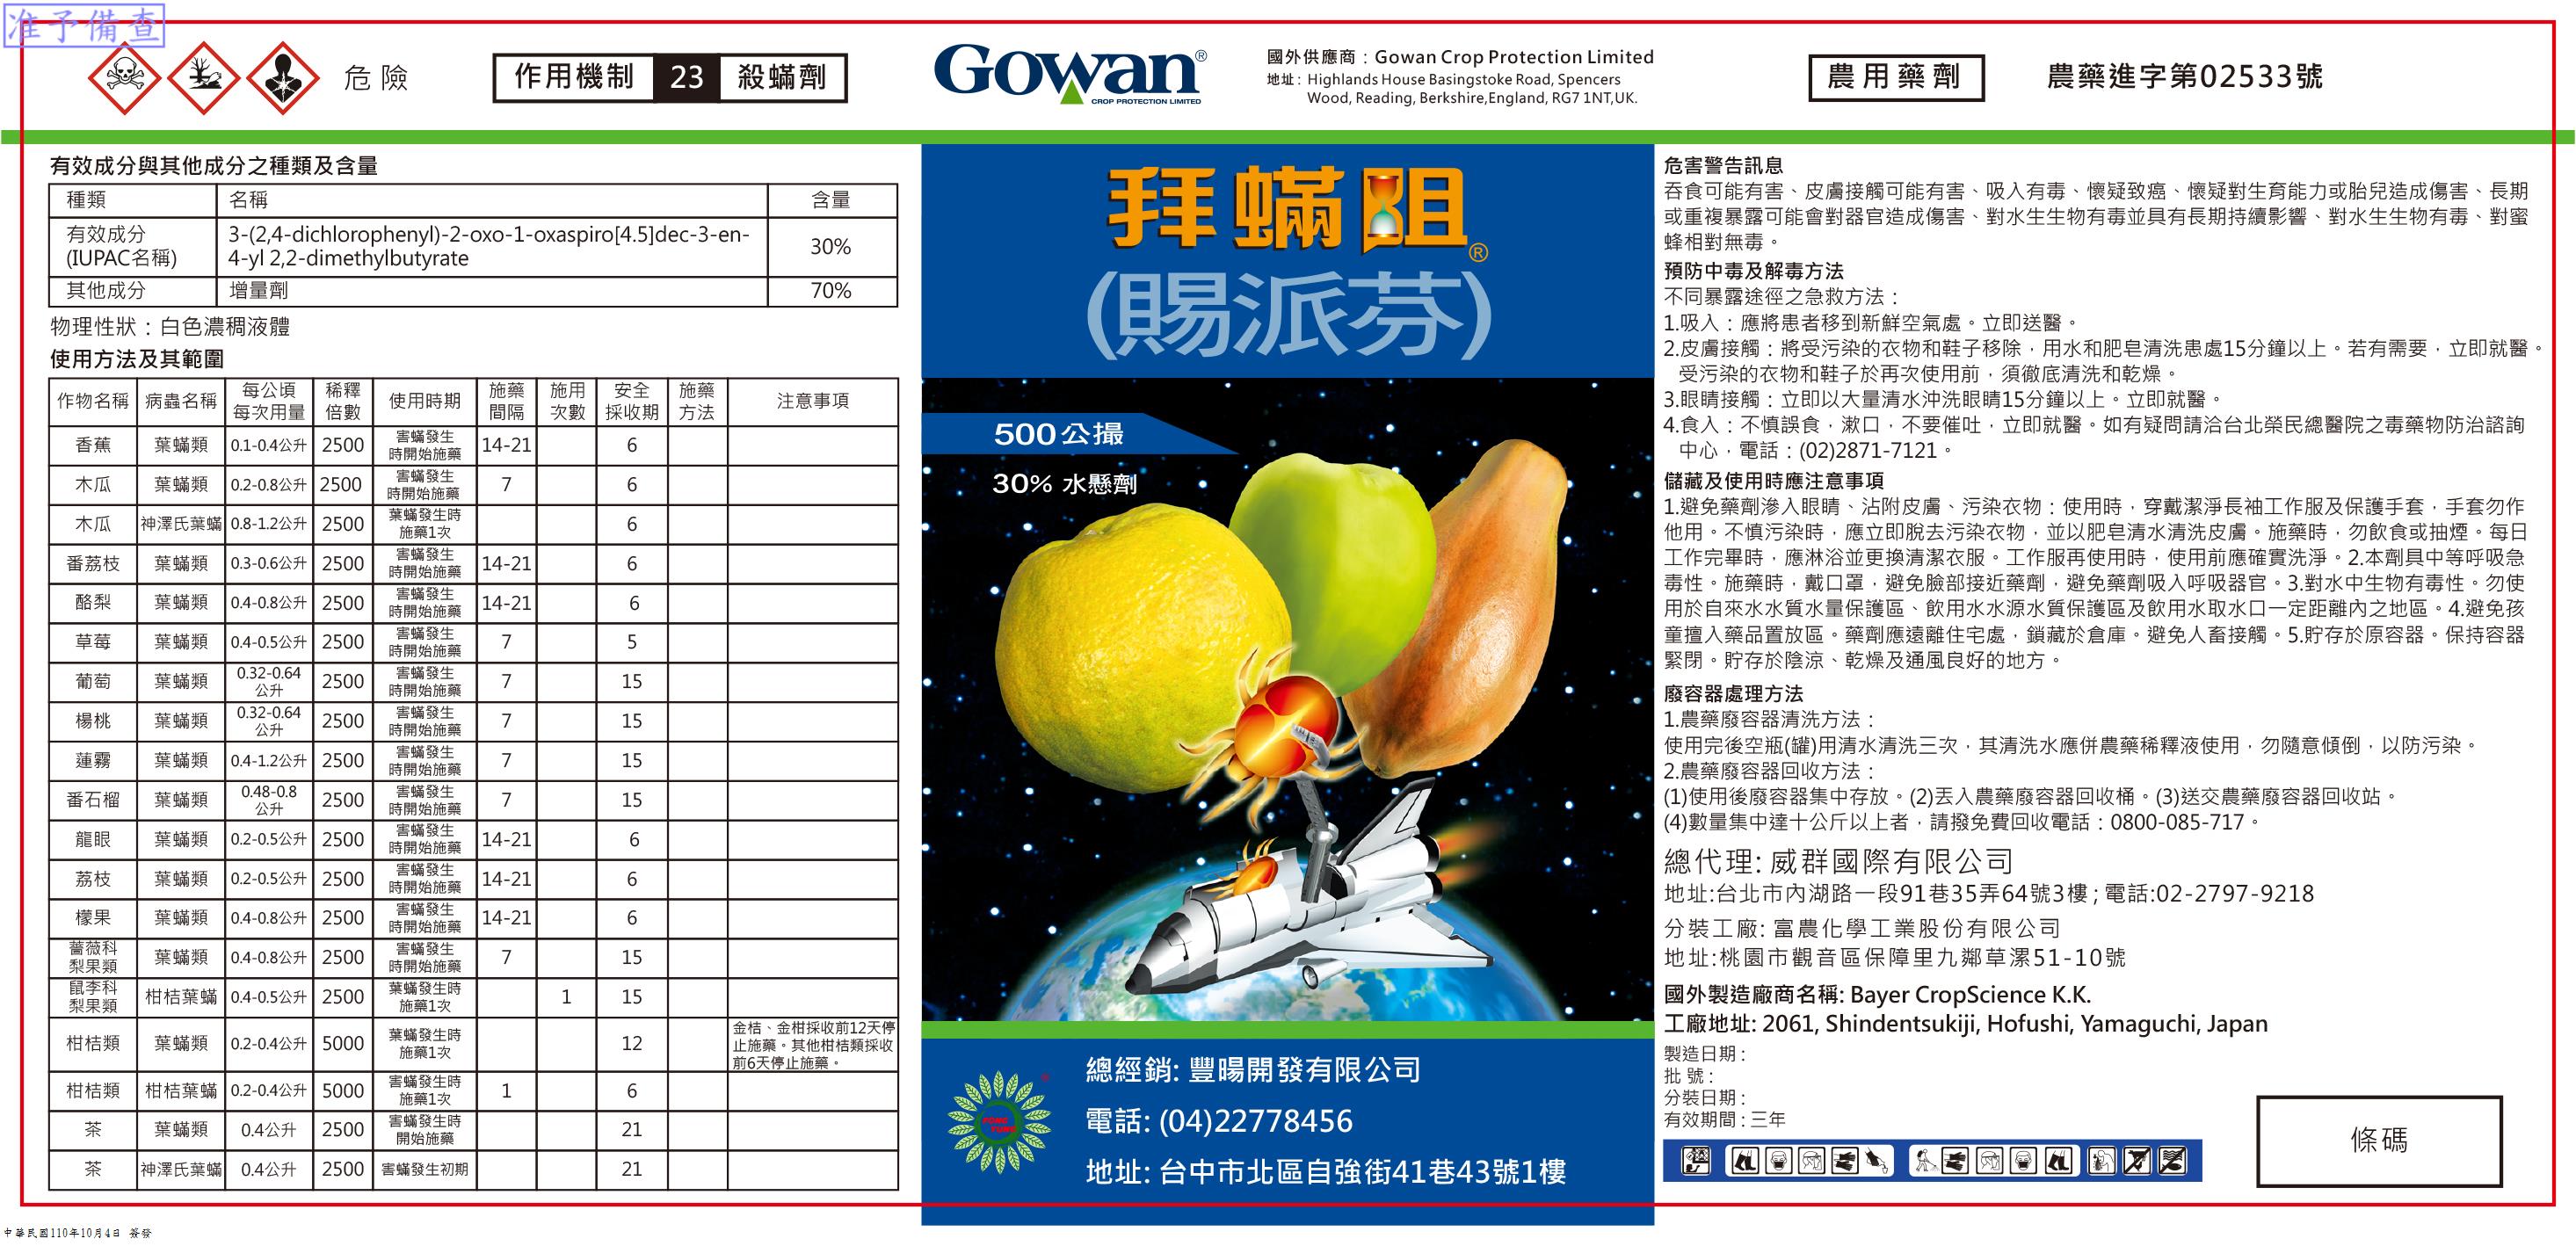 准予備查
危險
作用機制 23 殺蟎劑
Gowan®
CROP PROTECTION LIMITED
國外供應商：Gowan Crop Protection Limited
地址：Highlands House Basingstoke Road, Spencers
Wood, Reading, Berkshire,England, RG7 1NT,UK.
農用藥劑
農藥進字第02533號
有效成分與其他成分之種類及含量
種類 名稱 含量
有效成分 (IUPAC名稱) 3-(2,4-dichlorophenyl)-2-oxo-1-oxaspiro[4.5]dec-3-en-4-yl 2,2-dimethylbutyrate 30%
其他成分 增量劑 70%
物理性狀：白色濃稠液體
使用方法及其範圍
作物名稱 病蟲名稱 每公頃每次用量 稀釋倍數 使用時期 施藥間隔 施用次數 安全採收期 施藥方法 注意事項
香蕉 葉蟎類 0.1-0.4公升 2500 害蟎發生時開始施藥 14-21 6
木瓜 葉蟎類 0.2-0.8公升 2500 害蟎發生時開始施藥 7 6
木瓜 神澤氏葉蟎 0.8-1.2公升 2500 葉蟎發生時施藥1次 6
番荔枝 葉蟎類 0.3-0.6公升 2500 害蟎發生時開始施藥 14-21 6
酪梨 葉蟎類 0.4-0.8公升 2500 害蟎發生時開始施藥 14-21 6
草莓 葉蟎類 0.4-0.5公升 2500 害蟎發生時開始施藥 7 5
葡萄 葉蟎類 0.32-0.64公升 2500 害蟎發生時開始施藥 7 15
楊桃 葉蟎類 0.32-0.64公升 2500 害蟎發生時開始施藥 7 15
蓮霧 葉蟎類 0.4-1.2公升 2500 害蟎發生時開始施藥 7 15
番石榴 葉蟎類 0.48-0.8公升 2500 害蟎發生時開始施藥 7 15
龍眼 葉蟎類 0.2-0.5公升 2500 害蟎發生時開始施藥 14-21 6
荔枝 葉蟎類 0.2-0.5公升 2500 害蟎發生時開始施藥 14-21 6
檬果 葉蟎類 0.4-0.8公升 2500 害蟎發生時開始施藥 14-21 6
薔薇科梨果類 葉蟎類 0.4-0.8公升 2500 害蟎發生時開始施藥 7 15
鼠李科梨果類 柑桔葉蟎 0.4-0.5公升 2500 葉蟎發生時施藥1次 1 15
柑桔類 葉蟎類 0.2-0.4公升 5000 葉蟎發生時施藥1次 12 金桔、金柑採收前12天停止施藥。其他柑桔類採收前6天停止施藥。
柑桔類 柑桔葉蟎 0.2-0.4公升 5000 害蟎發生時施藥1次 1 6
茶 葉蟎類 0.4公升 2500 害蟎發生時開始施藥 21
茶 神澤氏葉蟎 0.4公升 2500 害蟎發生初期 21
拜蟎阻®
(賜派芬)
500公撮
30% 水懸劑
總經銷: 豐暘開發有限公司
電話: (04)22778456
地址: 台中市北區自強街41巷43號1樓
危害警告訊息
吞食可能有害、皮膚接觸可能有害、吸入有毒、懷疑致癌、懷疑對生育能力或胎兒造成傷害、長期
或重複暴露可能會對器官造成傷害、對水生生物有毒並具有長期持續影響、對水生生物有毒、對蜜
蜂相對無毒。
預防中毒及解毒方法
不同暴露途徑之急救方法：
1.吸入：應將患者移到新鮮空氣處。立即送醫。
2.皮膚接觸：將受污染的衣物和鞋子移除，用水和肥皂清洗患處15分鐘以上。若有需要，立即就醫。
受污染的衣物和鞋子於再次使用前，須徹底清洗和乾燥。
3.眼睛接觸：立即以大量清水沖洗眼睛15分鐘以上。立即就醫。
4.食入：不慎誤食，漱口，不要催吐，立即就醫。如有疑問請洽台北榮民總醫院之毒藥物防治諮詢
中心，電話：(02)2871-7121。
儲藏及使用時應注意事項
1.避免藥劑滲入眼睛、沾附皮膚、污染衣物：使用時，穿戴潔淨長袖工作服及保護手套，手套勿作
他用。不慎污染時，應立即脫去污染衣物，並以肥皂清水清洗皮膚。施藥時，勿飲食或抽煙。每日
工作完畢時，應淋浴並更換清潔衣服。工作服再使用時，使用前應確實洗淨。2.本劑具中等呼吸急
毒性。施藥時，戴口罩，避免臉部接近藥劑，避免藥劑吸入呼吸器官。3.對水中生物有毒性。勿使
用於自來水水質水量保護區、飲用水水源水質保護區及飲用水取水口一定距離內之地區。4.避免孩
童擅入藥品置放區。藥劑應遠離住宅處，鎖藏於倉庫。避免人畜接觸。5.貯存於原容器。保持容器
緊閉。貯存於陰涼、乾燥及通風良好的地方。
廢容器處理方法
1.農藥廢容器清洗方法：
使用完後空瓶(罐)用清水清洗三次，其清洗水應併農藥稀釋液使用，勿隨意傾倒，以防污染。
2.農藥廢容器回收方法：
(1)使用後廢容器集中存放。(2)丟入農藥廢容器回收桶。(3)送交農藥廢容器回收站。
(4)數量集中達十公斤以上者，請撥免費回收電話：0800-085-717。
總代理: 威群國際有限公司
地址:台北市內湖路一段91巷35弄64號3樓 ; 電話:02-2797-9218
分裝工廠: 富農化學工業股份有限公司
地址:桃園市觀音區保障里九鄰草漯51-10號
國外製造廠商名稱: Bayer CropScience K.K.
工廠地址: 2061, Shindentsukiji, Hofushi, Yamaguchi, Japan
製造日期：
批 號：
分裝日期：
有效期間：三年
條碼
中華民國110年10月4日 簽發